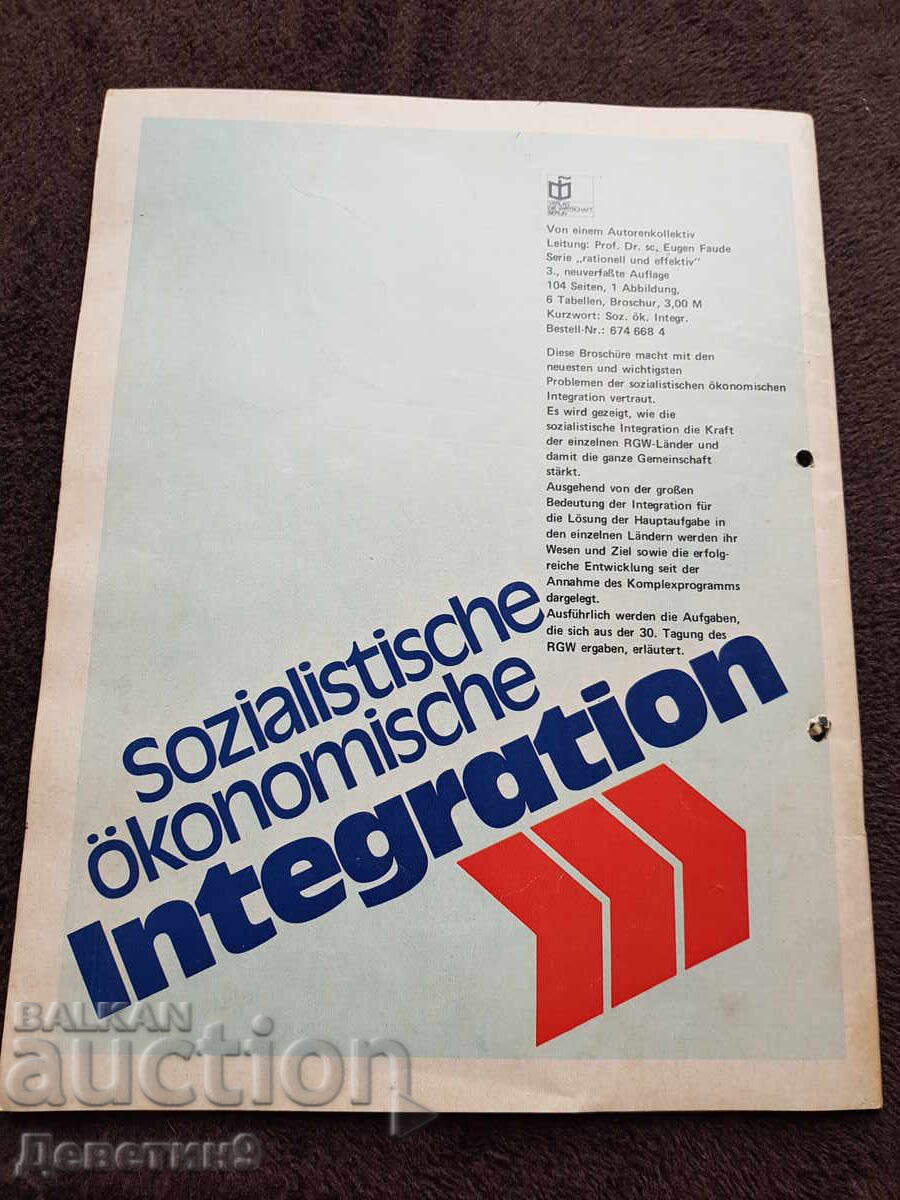 VERLAG
DIE WIRTSCHAFT
BERLIN
Von einem Autorenkollektiv
Leitung: Prof. Dr. sc. Eugen Faude
Serie „rationell und effektiv"
3., neuverfaßte Auflage
104 Seiten, 1 Abbildung,
6 Tabellen, Broschur, 3,00 M
Kurzwort: Soz. ök. Integr.
Bestell-Nr.: 674 668 4
Diese Broschüre macht mit den
neuesten und wichtigsten
Problemen der sozialistischen ökonomischen
Integration vertraut.
Es wird gezeigt, wie die
sozialistische Integration die Kraft
der einzelnen RGW-Länder und
damit die ganze Gemeinschaft
stärkt.
Ausgehend von der großen
Bedeutung der Integration für
die Lösung der Hauptaufgabe in
den einzelnen Ländern werden ihr
Wesen und Ziel sowie die erfolg-
reiche Entwicklung seit der
Annahme des Komplexprogramms
dargelegt.
Ausführlich werden die Aufgaben,
die sich aus der 30. Tagung des
RGW ergaben, erläutert.
sozialistische
ökonomische
Integration
BALKAN
auction
Деветин9